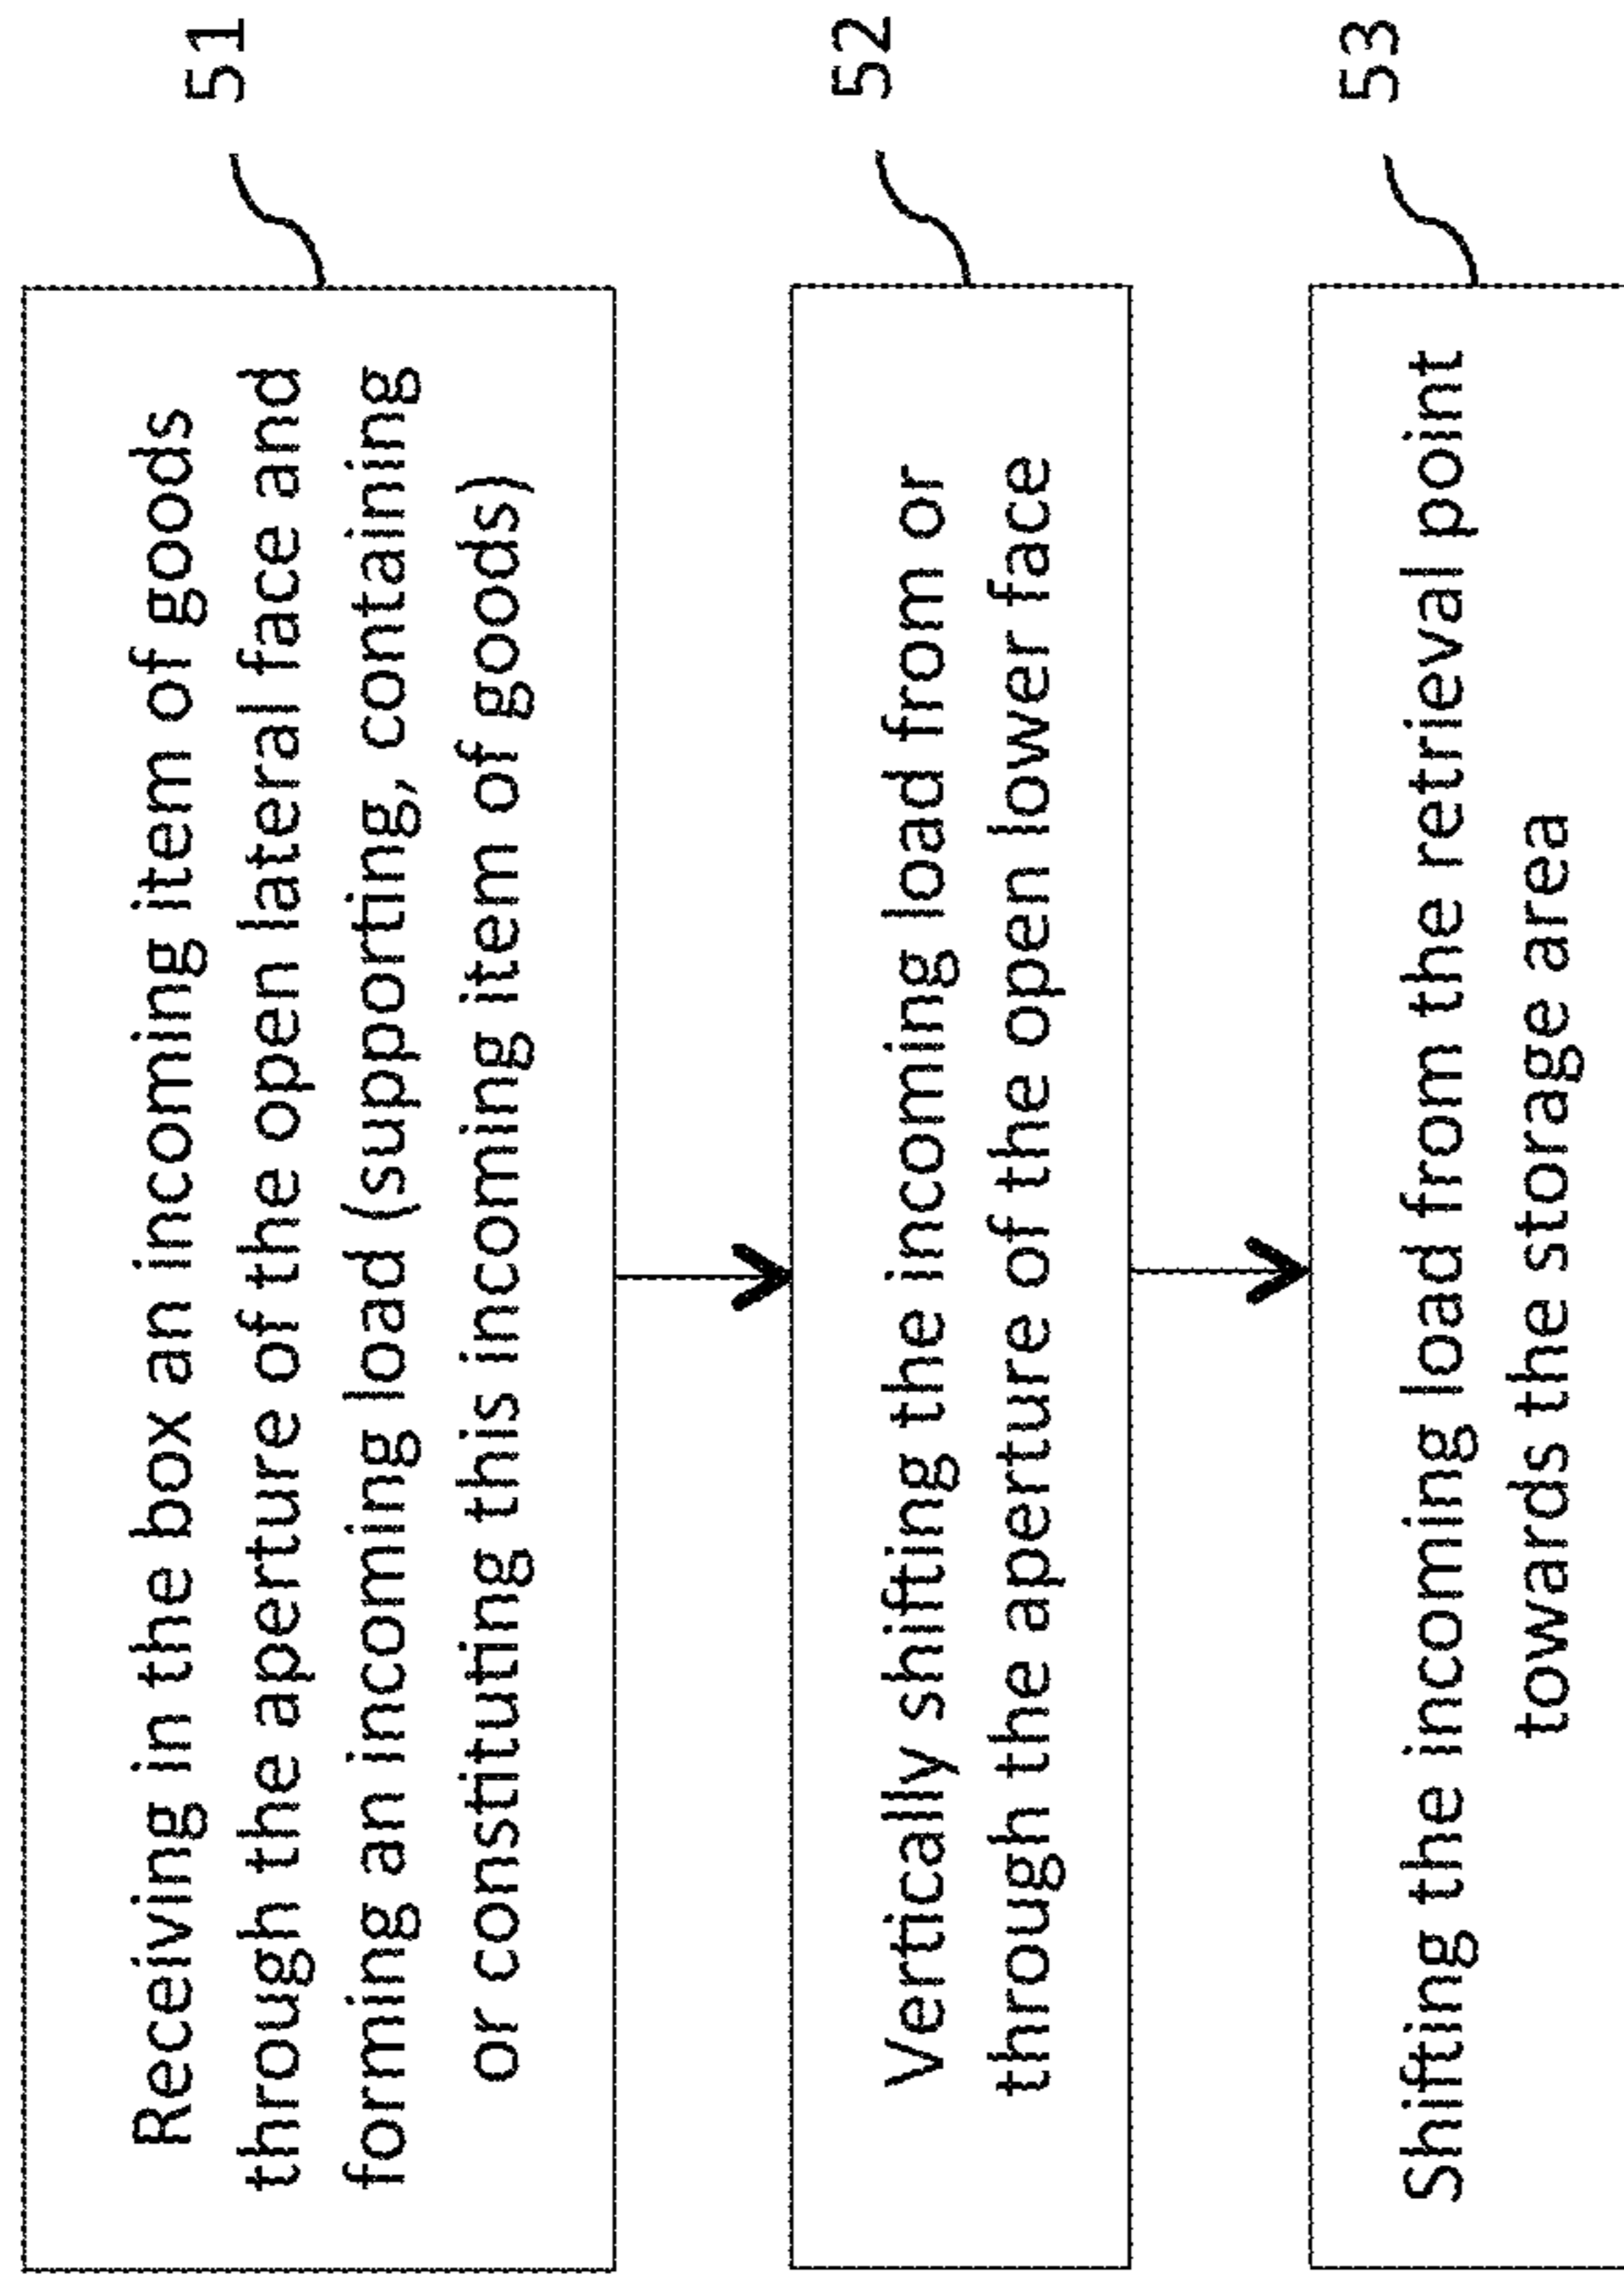 Receiving in the box an incoming item of goods
through the aperture of the open lateral face and
forming an incoming load (supporting, containing
or constituting this incoming item of goods)
51
Vertically shifting the incoming load from or
through the aperture of the open lower face
52
Shifting the incoming load from the retrieval point
towards the storage area
53